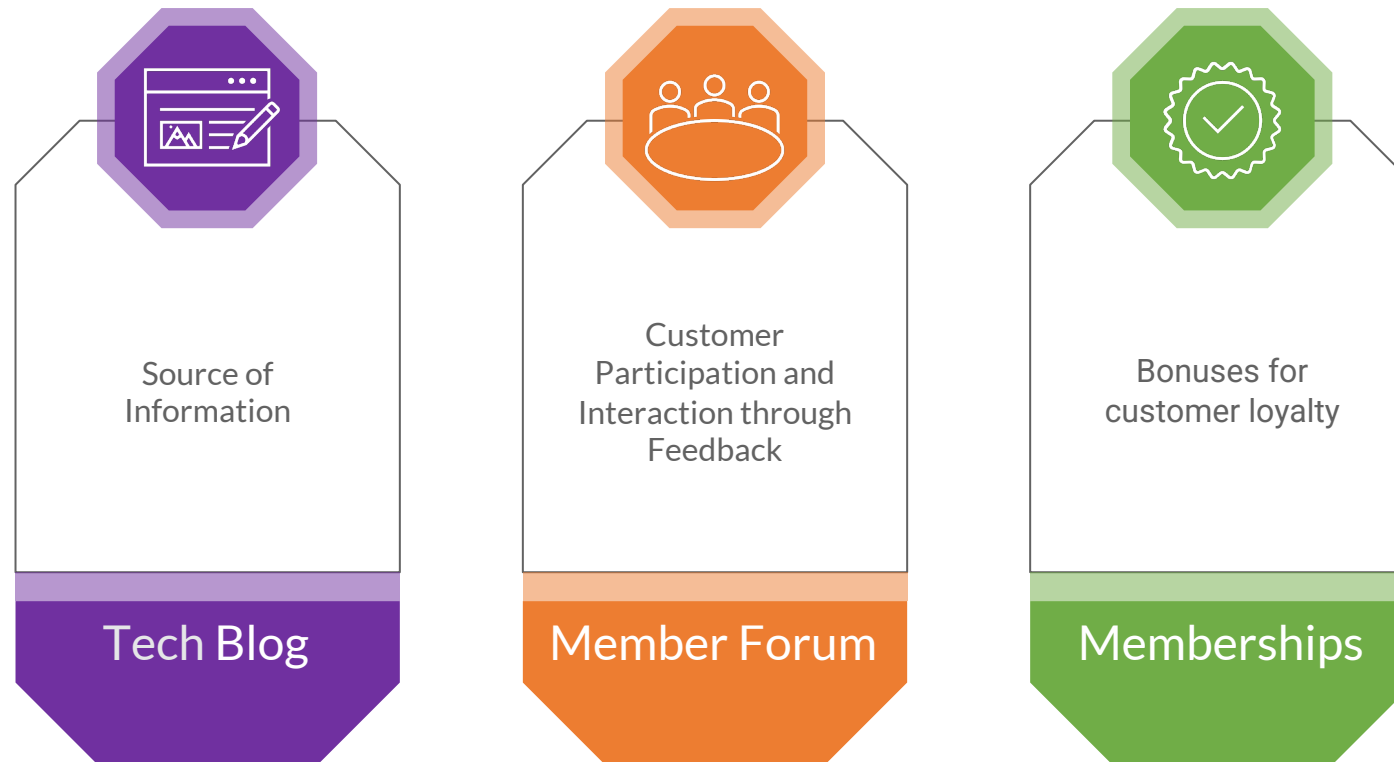 Source of
Information
Tech Blog
Customer
Participation and
Interaction through
Feedback
Member Forum
Bonuses for
customer loyalty
Memberships